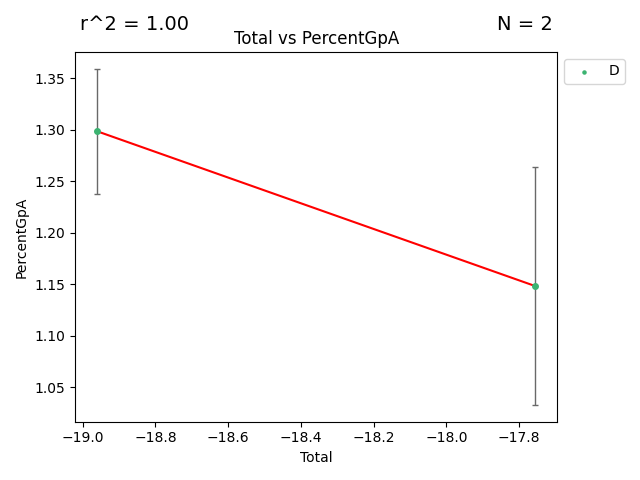 r^2 = 1.00
N = 2
Total vs PercentGpA
D
PercentGpA
1.35
1.30
1.25
1.20
1.15
1.10
1.05
−19.0 −18.8 −18.6 −18.4 −18.2 −18.0 −17.8
Total